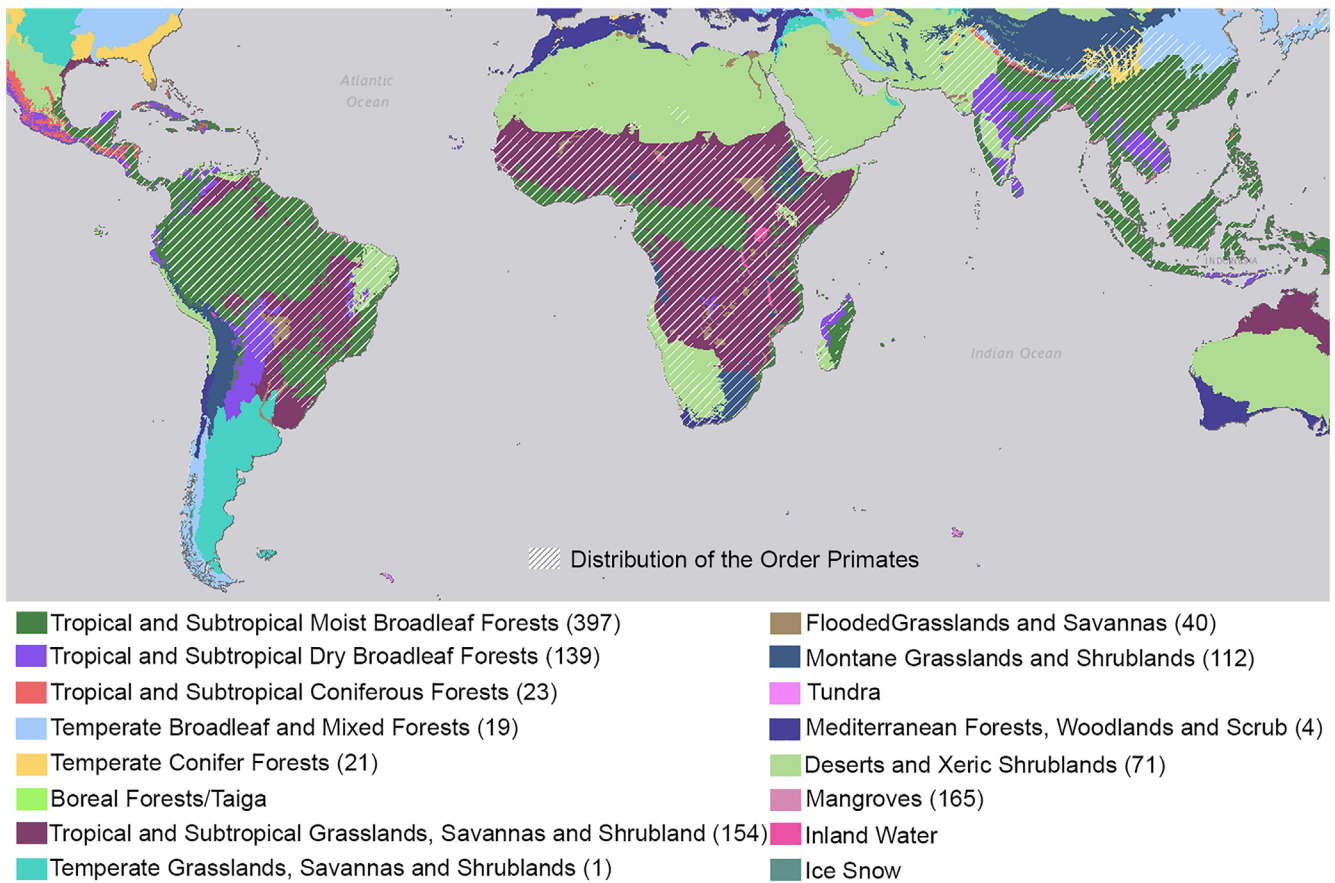 Atlantic
Ocean
INDONESIA
Indian Ocean
Distribution of the Order Primates
Tropical and Subtropical Moist Broadleaf Forests (397)
Tropical and Subtropical Dry Broadleaf Forests (139)
Tropical and Subtropical Coniferous Forests (23)
Temperate Broadleaf and Mixed Forests (19)
Temperate Conifer Forests (21)
Boreal Forests/Taiga
Tropical and Subtropical Grasslands, Savannas and Shrubland (154)
Temperate Grasslands, Savannas and Shrublands (1)
FloodedGrasslands and Savannas (40)
Montane Grasslands and Shrublands (112)
Tundra
Mediterranean Forests, Woodlands and Scrub (4)
Deserts and Xeric Shrublands (71)
Mangroves (165)
Inland Water
Ice Snow